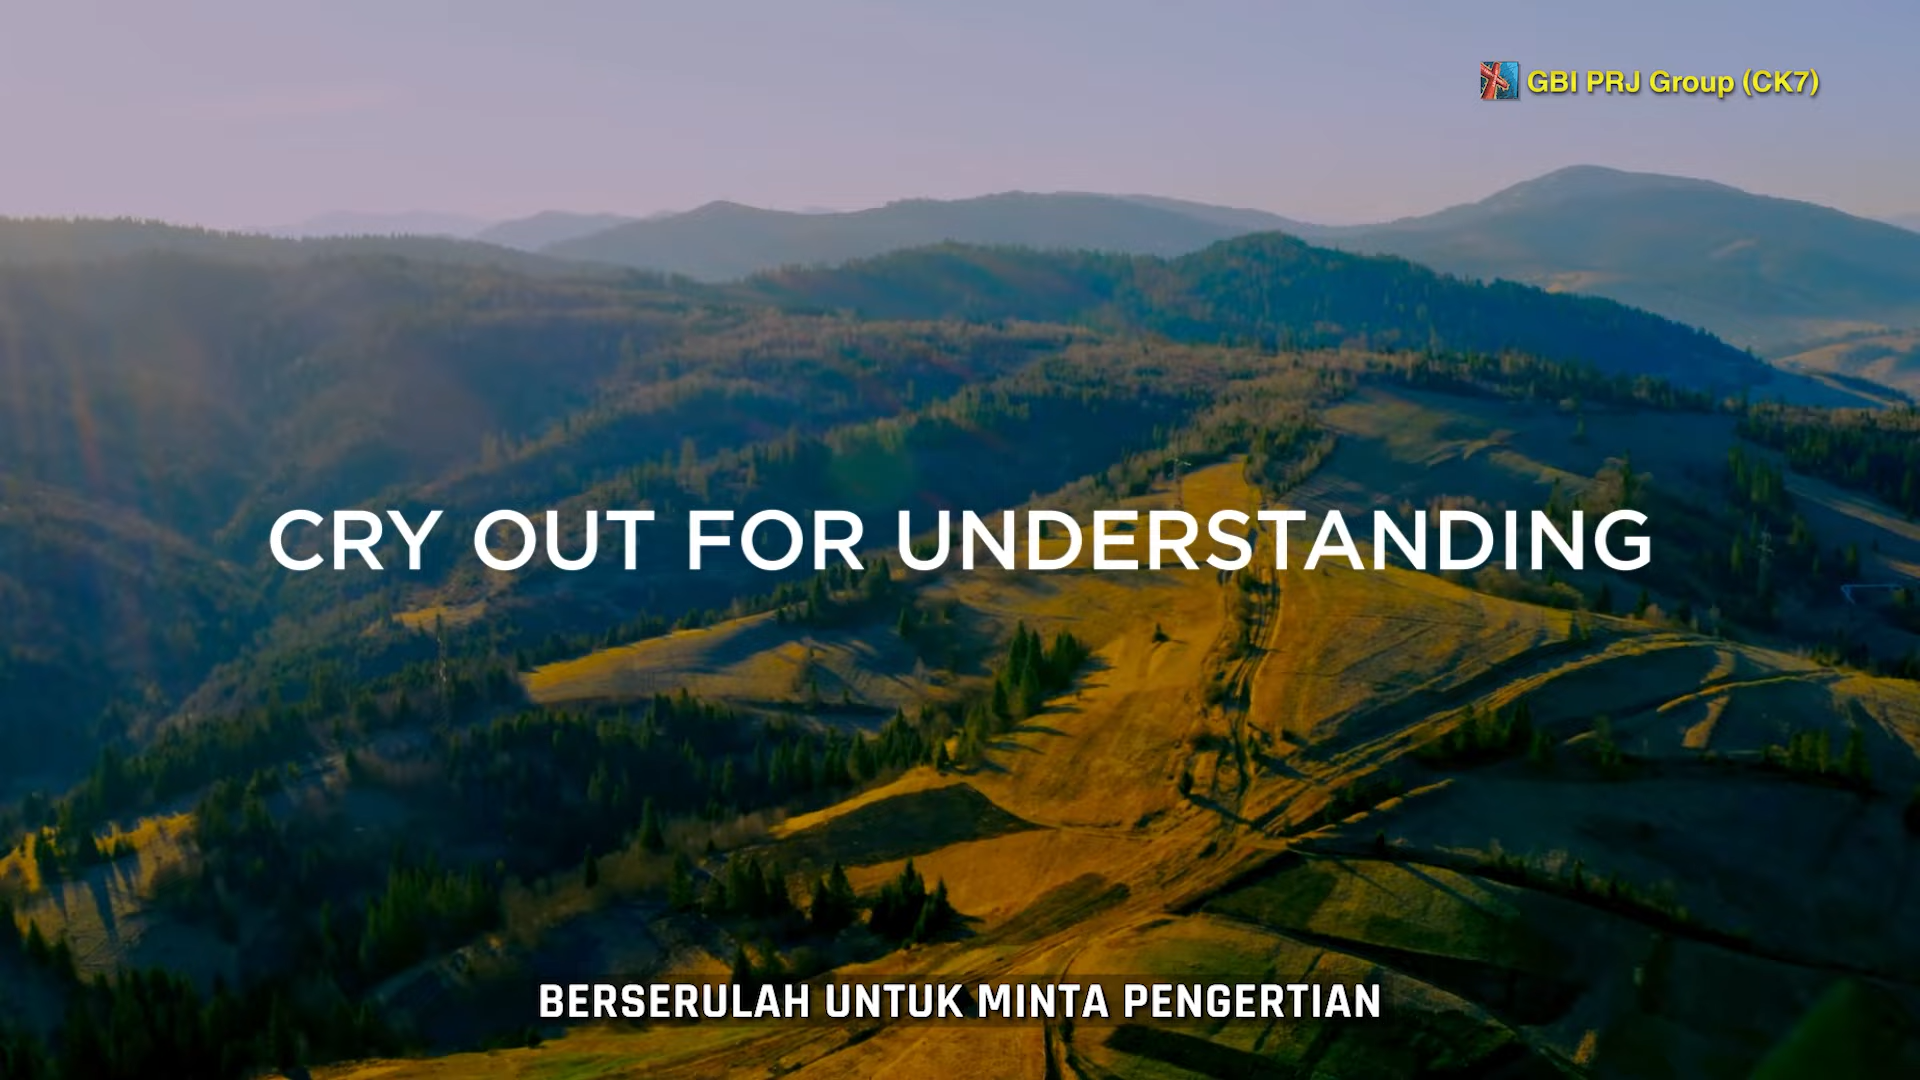 GBI PRJ Group (CK7)
CRY OUT FOR UNDERSTANDING
BERSERULAH UNTUK MINTA PENGERTIAN